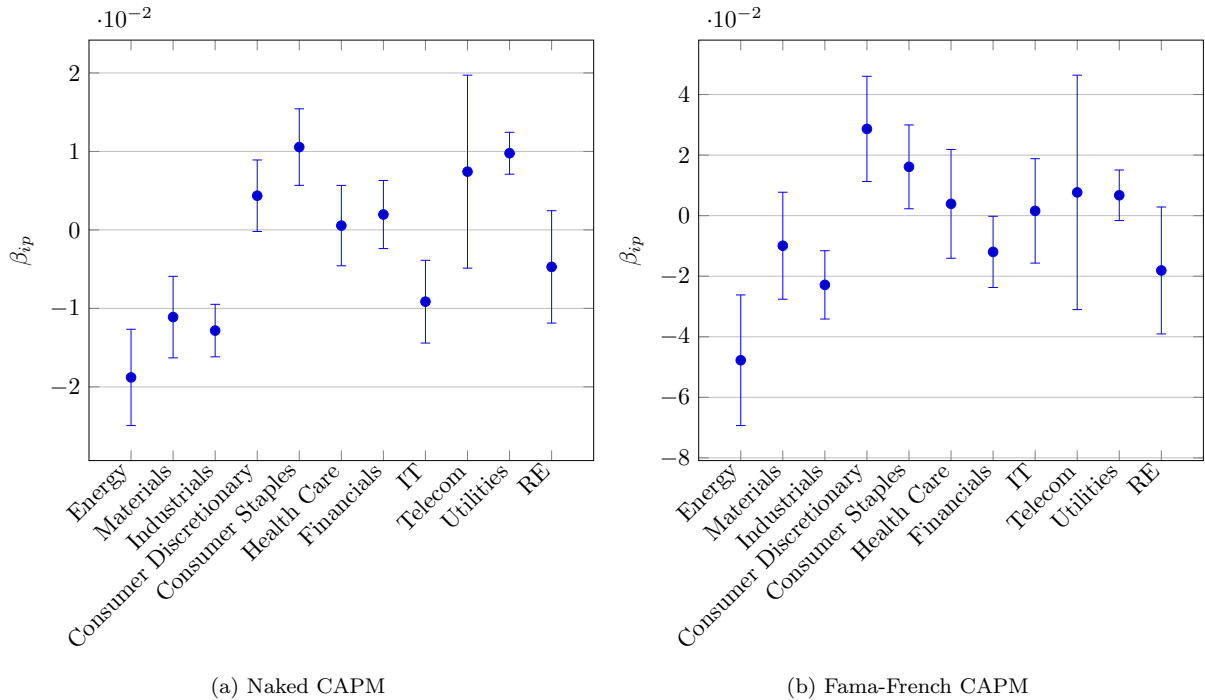 ·10⁻²
2
1
0
−1
−2
β_ip
Energy
Materials
Industrials
Consumer Discretionary
Consumer Staples
Health Care
Financials
IT
Telecom
Utilities
RE
(a) Naked CAPM
·10⁻²
4
2
0
−2
−4
−6
−8
β_ip
Energy
Materials
Industrials
Consumer Discretionary
Consumer Staples
Health Care
Financials
IT
Telecom
Utilities
RE
(b) Fama-French CAPM